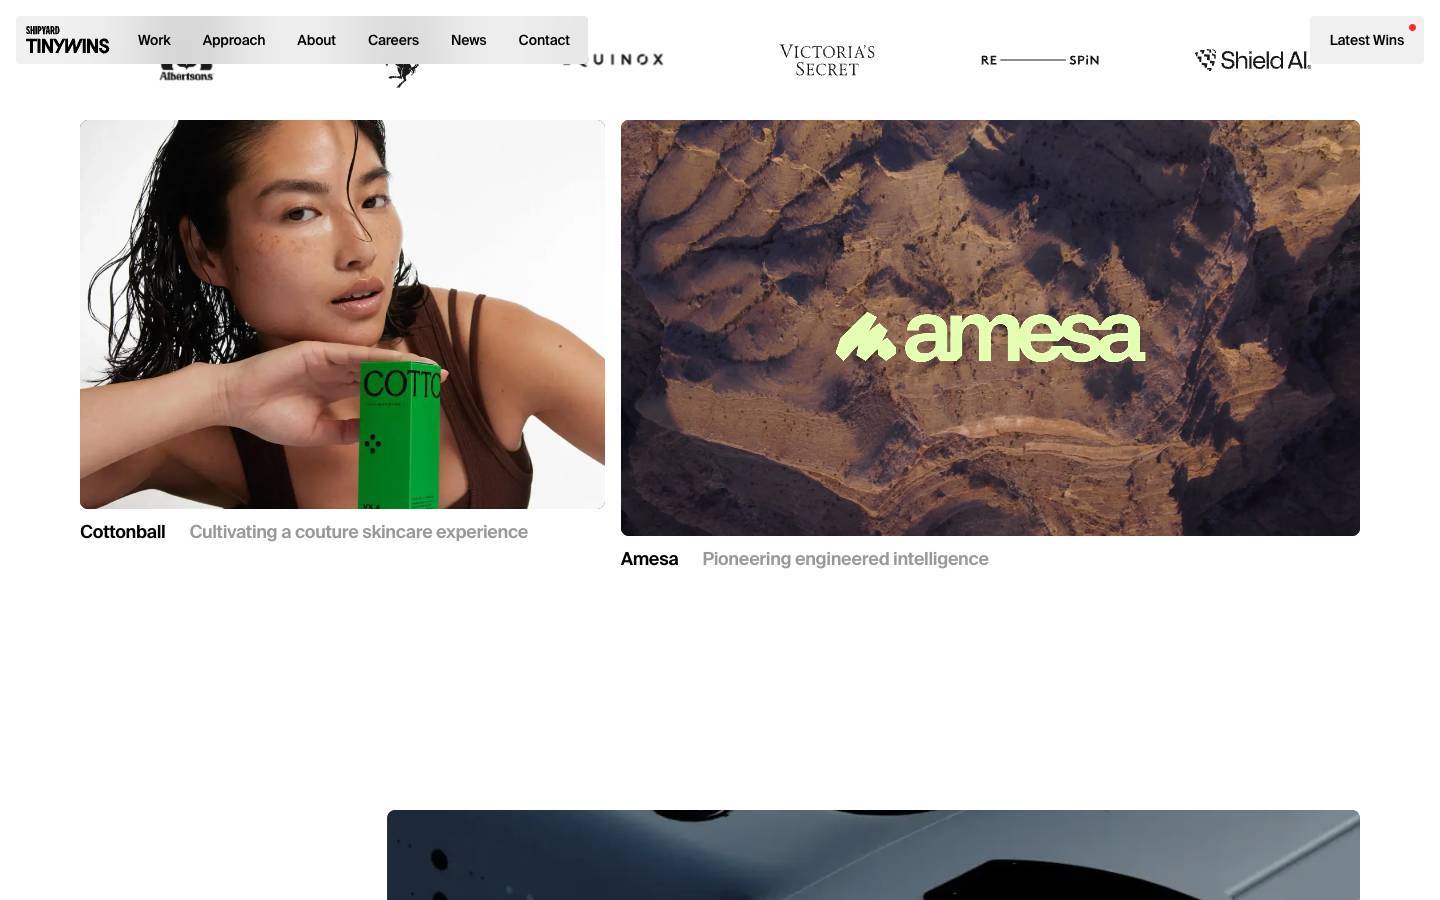 SHIPYARD
TINYWINS
Work
Approach
About
Careers
News
Contact
Latest Wins
Albertsons
EQUINOX
VICTORIA'S
SECRET
RE SPiN
Shield AI
COTTO
amesa
Cottonball Cultivating a couture skincare experience
Amesa Pioneering engineered intelligence